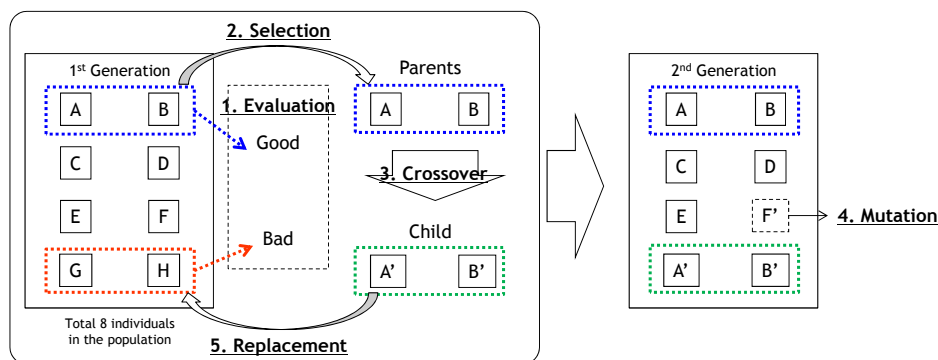 2. Selection
1st Generation
Parents
2nd Generation
A
B
1. Evaluation
A
B
A
B
Good
C
D
3. Crossover
C
D
E
F
E
F’
4. Mutation
Bad
Child
G
H
A’
B’
A’
B’
Total 8 individuals
in the population
5. Replacement